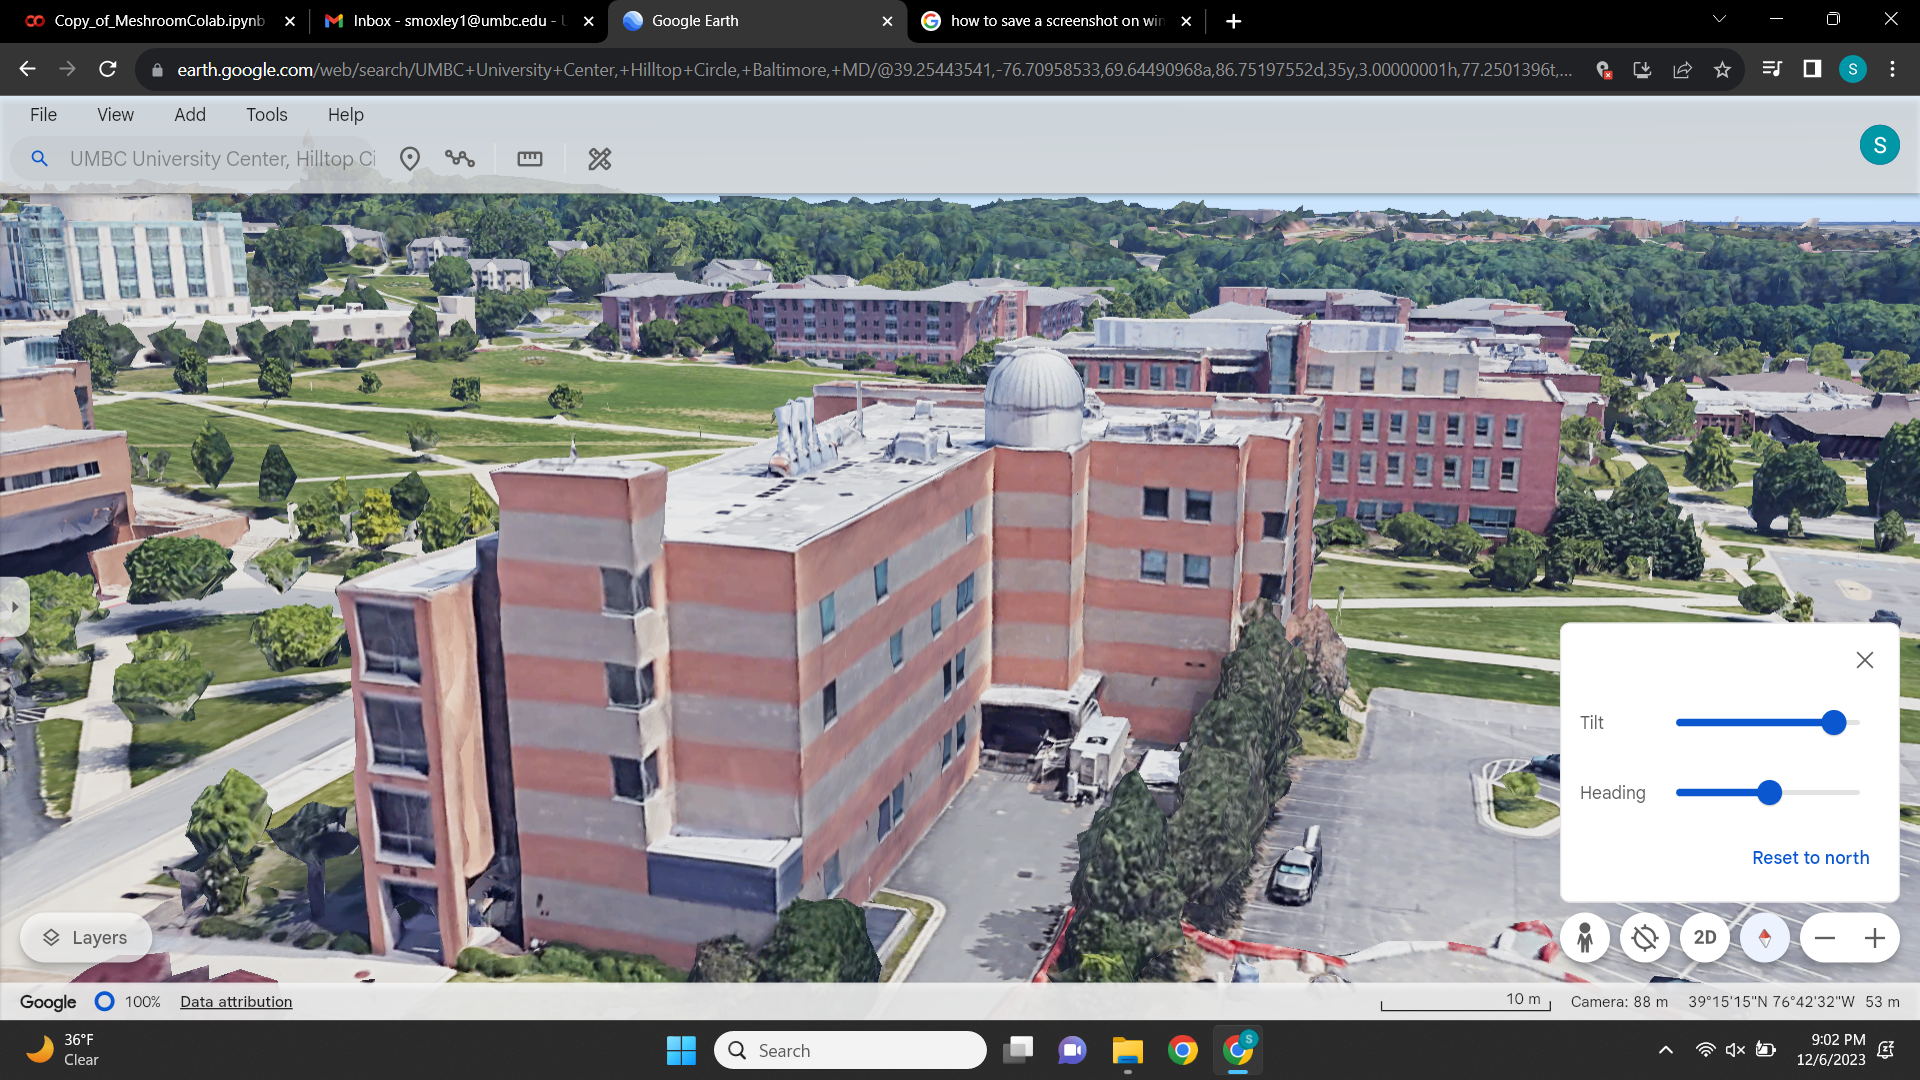 Copy_of_MeshroomColab.ipynb
Inbox - smoxley1@umbc.edu - U
Google Earth
how to save a screenshot on win
earth.google.com/web/search/UMBC+University+Center,+Hilltop+Circle,+Baltimore,+MD/@39.25443541,-76.70958533,69.64490968a,86.75197552d,35y,3.00000001h,77.2501396t,...
S
File View Add Tools Help
UMBC University Center, Hilltop Ci
S
Tilt
Heading
Reset to north
Layers
2D
Google 100% Data attribution
10 m
Camera: 88 m 39°15'15"N 76°42'32"W 53 m
36°F
Clear
Search
S
9:02 PM
12/6/2023